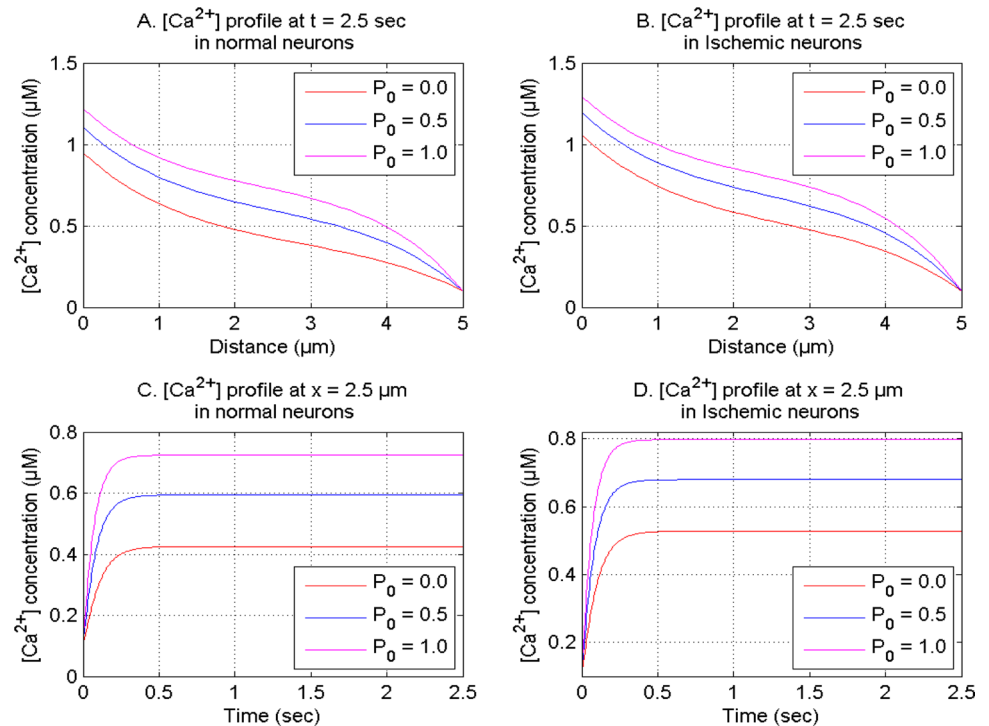 A. [Ca²⁺] profile at t = 2.5 sec
in normal neurons
[Ca²⁺] concentration (µM)
1.5
1
0.5
0
P₀ = 0.0
P₀ = 0.5
P₀ = 1.0
0 1 2 3 4 5
Distance (µm)
B. [Ca²⁺] profile at t = 2.5 sec
in Ischemic neurons
[Ca²⁺] concentration (µM)
1.5
1
0.5
0
P₀ = 0.0
P₀ = 0.5
P₀ = 1.0
0 1 2 3 4 5
Distance (µm)
C. [Ca²⁺] profile at x = 2.5 µm
in normal neurons
[Ca²⁺] concentration (µM)
0.8
0.6
0.4
0.2
0
P₀ = 0.0
P₀ = 0.5
P₀ = 1.0
0 0.5 1 1.5 2 2.5
Time (sec)
D. [Ca²⁺] profile at x = 2.5 µm
in Ischemic neurons
[Ca²⁺] concentration (µM)
0.8
0.6
0.4
0.2
P₀ = 0.0
P₀ = 0.5
P₀ = 1.0
0 0.5 1 1.5 2 2.5
Time (sec)